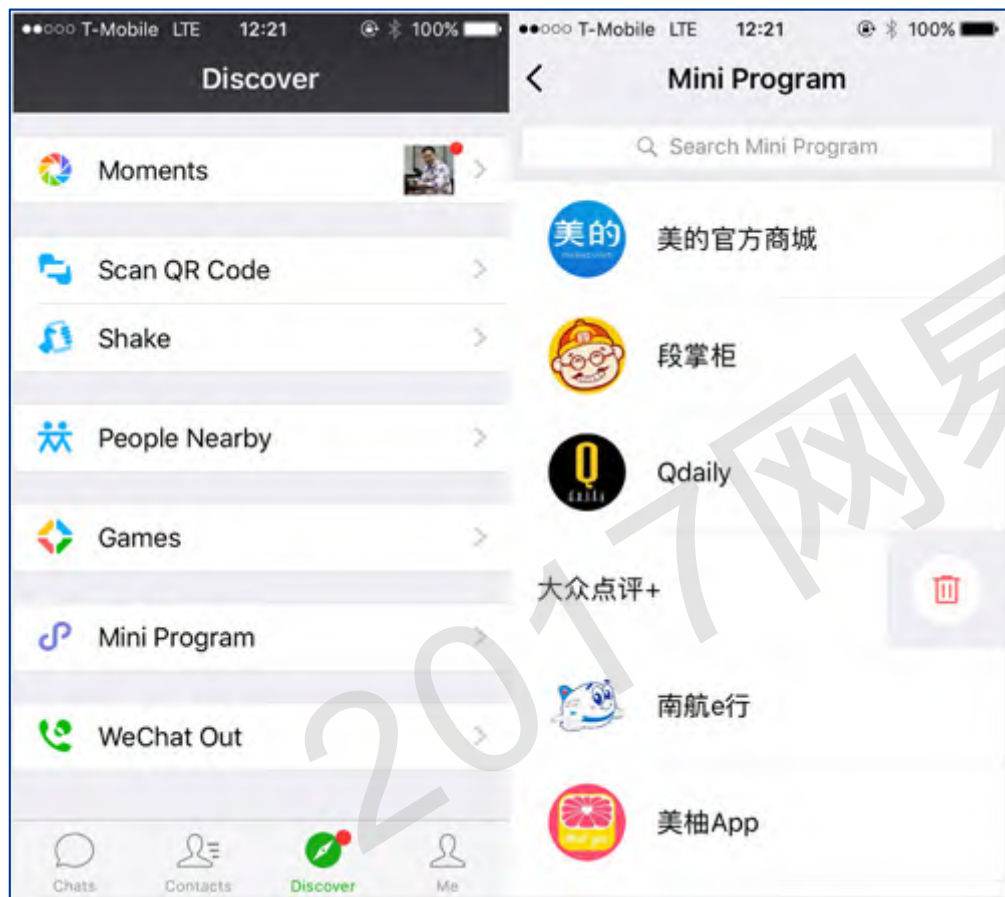 T-Mobile LTE 12:21 100%
Discover
Moments
Scan QR Code
Shake
People Nearby
Games
Mini Program
WeChat Out
Chats Contacts Discover Me
T-Mobile LTE 12:21 100%
Mini Program
Search Mini Program
美的
美的官方商城
段掌柜
Q
Qdaily
大众点评+
南航e行
美柚App
2017网易